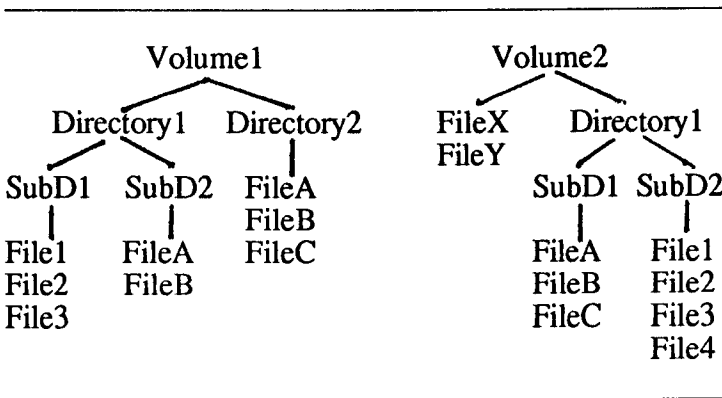 Volume1 Volume2
Directory1 Directory2 FileX Directory1
FileY
SubD1 SubD2 FileA SubD1 SubD2
FileB
File1 FileA FileC FileA File1
File2 FileB FileB File2
File3 FileC File3
File4